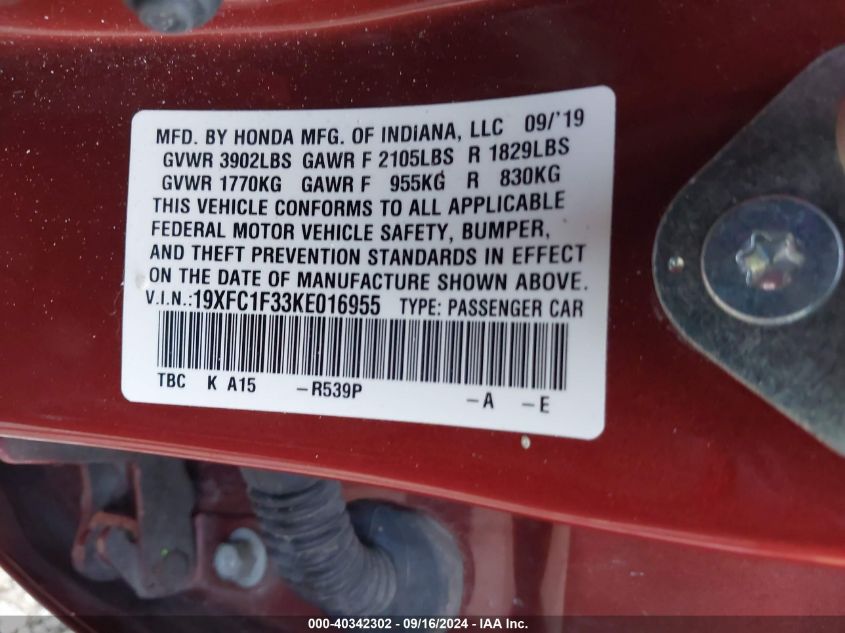 MFD. BY HONDA MFG. OF INDIANA, LLC 09/'19
GVWR 3902LBS GAWR F 2105LBS R 1829LBS
GVWR 1770KG GAWR F 955KG R 830KG
THIS VEHICLE CONFORMS TO ALL APPLICABLE
FEDERAL MOTOR VEHICLE SAFETY, BUMPER,
AND THEFT PREVENTION STANDARDS IN EFFECT
ON THE DATE OF MANUFACTURE SHOWN ABOVE.
V.I.N.:19XFC1F33KE016955 TYPE: PASSENGER CAR
TBC K A15 –R539P –A –E
000-40342302 - 09/16/2024 - IAA Inc.